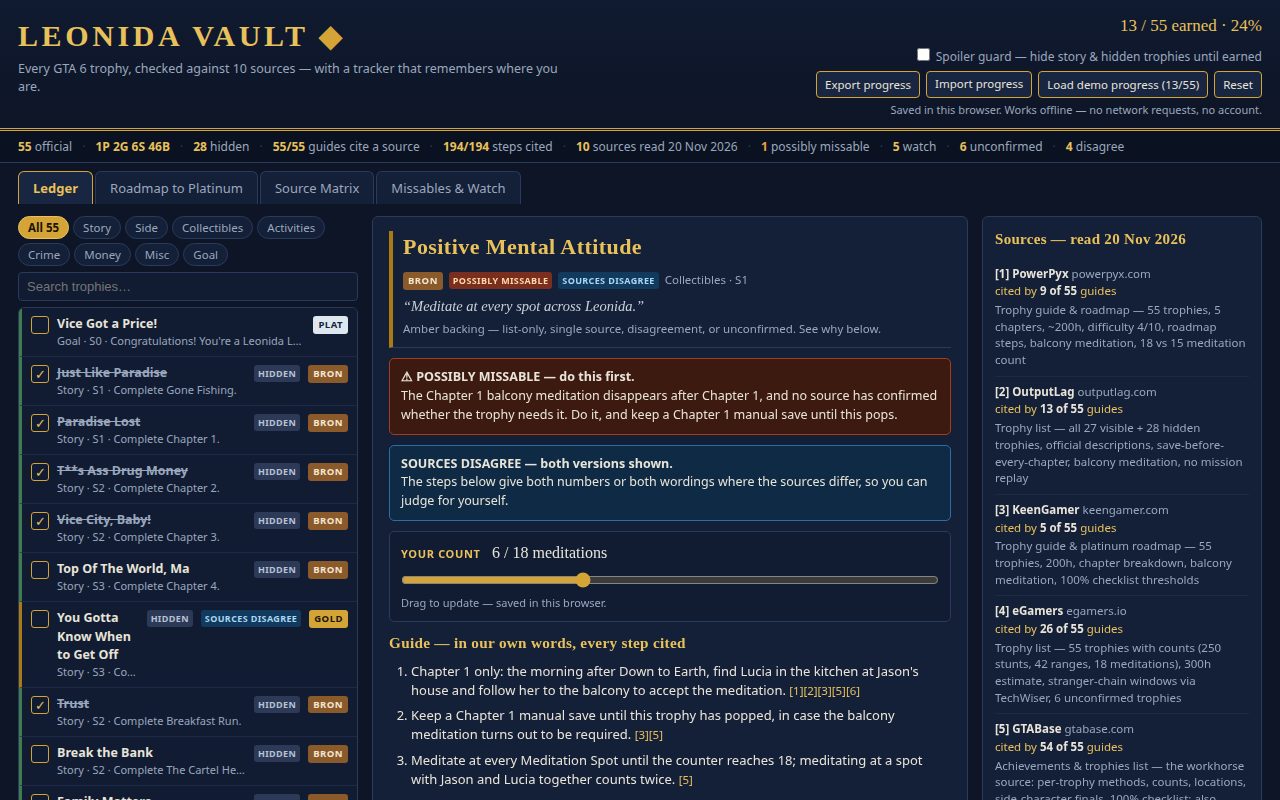 LEONIDA VAULT ◆
Every GTA 6 trophy, checked against 10 sources — with a tracker that remembers where you
are.
13 / 55 earned · 24%
Spoiler guard — hide story & hidden trophies until earned
Export progress
Import progress
Load demo progress (13/55)
Reset
Saved in this browser. Works offline — no network requests, no account.
55 official · 1P 2G 6S 46B · 28 hidden · 55/55 guides cite a source · 194/194 steps cited · 10 sources read 20 Nov 2026 · 1 possibly missable · 5 watch · 6 unconfirmed · 4 disagree
Ledger
Roadmap to Platinum
Source Matrix
Missables & Watch
All 55
Story
Side
Collectibles
Activities
Crime
Money
Misc
Goal
Search trophies…
Vice Got a Price!
PLAT
Goal · S0 · Congratulations! You're a Leonida L…
✓ Just Like Paradise
HIDDEN
BRON
Story · S1 · Complete Gone Fishing.
✓ Paradise Lost
HIDDEN
BRON
Story · S1 · Complete Chapter 1.
✓ T**s Ass Drug Money
HIDDEN
BRON
Story · S2 · Complete Chapter 2.
✓ Vice City, Baby!
HIDDEN
BRON
Story · S2 · Complete Chapter 3.
Top Of The World, Ma
HIDDEN
BRON
Story · S3 · Complete Chapter 4.
You Gotta
Know When
to Get Off
HIDDEN
SOURCES DISAGREE
GOLD
Story · S3 · Co…
✓ Trust
HIDDEN
BRON
Story · S2 · Complete Breakfast Run.
Break the Bank
HIDDEN
BRON
Story · S2 · Complete The Cartel He…
Family Matters
HIDDEN
BRON
Positive Mental Attitude
BRON
POSSIBLY MISSABLE
SOURCES DISAGREE
Collectibles · S1
“Meditate at every spot across Leonida.”
Amber backing — list-only, single source, disagreement, or unconfirmed. See why below.
⚠ POSSIBLY MISSABLE — do this first.
The Chapter 1 balcony meditation disappears after Chapter 1, and no source has confirmed
whether the trophy needs it. Do it, and keep a Chapter 1 manual save until this pops.
SOURCES DISAGREE — both versions shown.
The steps below give both numbers or both wordings where the sources differ, so you can
judge for yourself.
YOUR COUNT 6 / 18 meditations
Drag to update — saved in this browser.
Guide — in our own words, every step cited
1. Chapter 1 only: the morning after Down to Earth, find Lucia in the kitchen at Jason's
house and follow her to the balcony to accept the meditation. [1][2][3][5][6]
2. Keep a Chapter 1 manual save until this trophy has popped, in case the balcony
meditation turns out to be required. [3][5]
3. Meditate at every Meditation Spot until the counter reaches 18; meditating at a spot
with Jason and Lucia together counts twice. [5]
Sources — read 20 Nov 2026
[1] PowerPyx powerpyx.com
cited by 9 of 55 guides
Trophy guide & roadmap — 55 trophies, 5
chapters, ~200h, difficulty 4/10, roadmap
steps, balcony meditation, 18 vs 15 meditation
count
[2] OutputLag outputlag.com
cited by 13 of 55 guides
Trophy list — all 27 visible + 28 hidden
trophies, official descriptions, save-before-
every-chapter, balcony meditation, no mission
replay
[3] KeenGamer keengamer.com
cited by 5 of 55 guides
Trophy guide & platinum roadmap — 55
trophies, 200h, chapter breakdown, balcony
meditation, 100% checklist thresholds
[4] eGamers egamers.io
cited by 26 of 55 guides
Trophy list — 55 trophies with counts (250
stunts, 42 ranges, 18 meditations), 300h
estimate, stranger-chain windows via
TechWiser, 6 unconfirmed trophies
[5] GTABase gtabase.com
cited by 54 of 55 guides
Achievements & trophies list — the workhorse
source: per-trophy methods, counts, locations,
side-character finals, 100% checklist; also